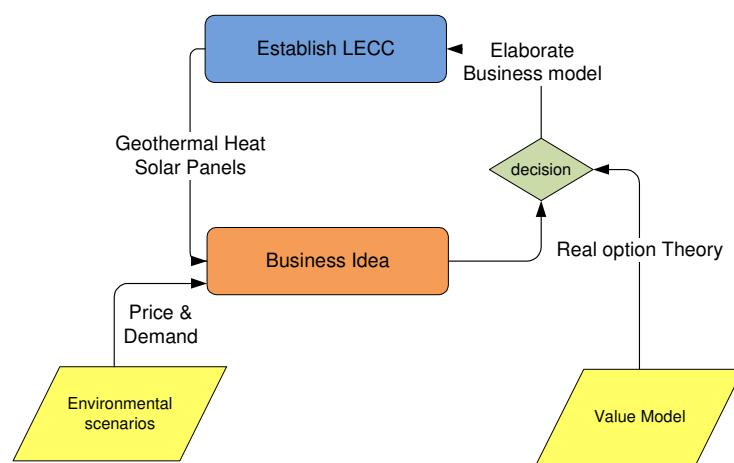 Establish LECC
Elaborate
Business model
Geothermal Heat
Solar Panels
decision
Business Idea
Real option Theory
Price &
Demand
Environmental
scenarios
Value Model